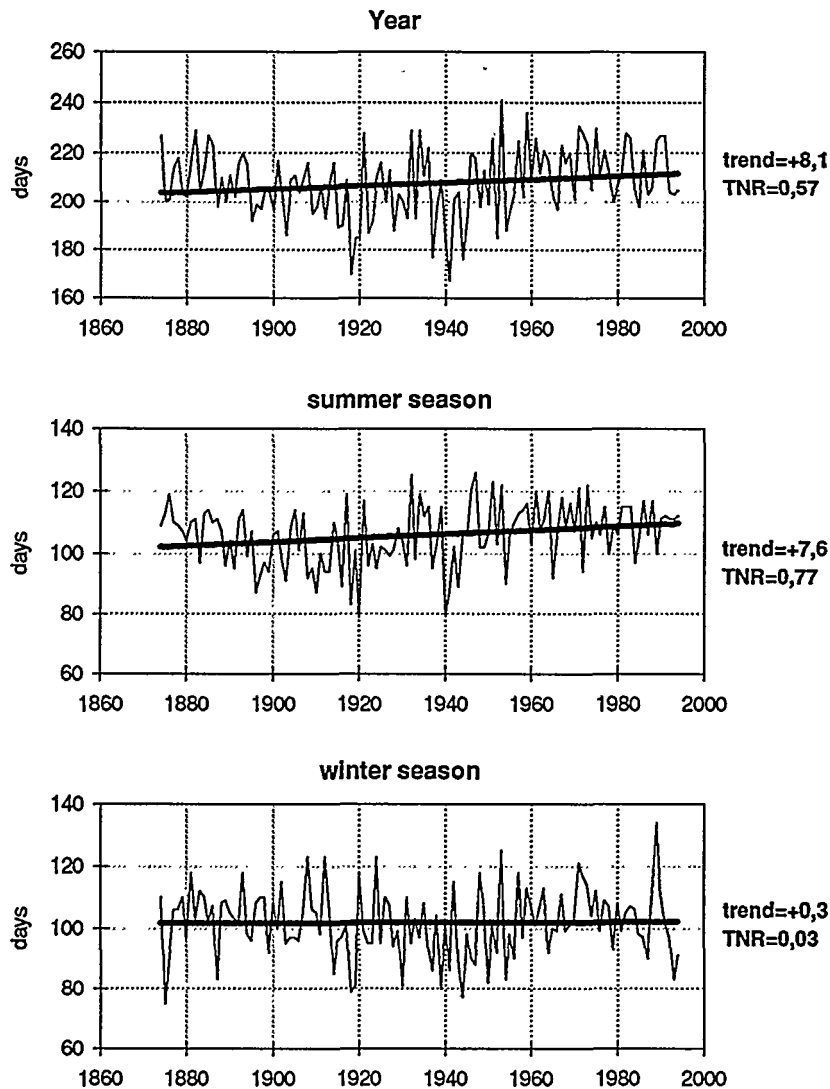 Year
260
240
220
200
180
160
days
1860 1880 1900 1920 1940 1960 1980 2000
trend=+8,1
TNR=0,57
summer season
140
120
100
80
60
days
1860 1880 1900 1920 1940 1960 1980 2000
trend=+7,6
TNR=0,77
winter season
140
120
100
80
60
days
1860 1880 1900 1920 1940 1960 1980 2000
trend=+0,3
TNR=0,03